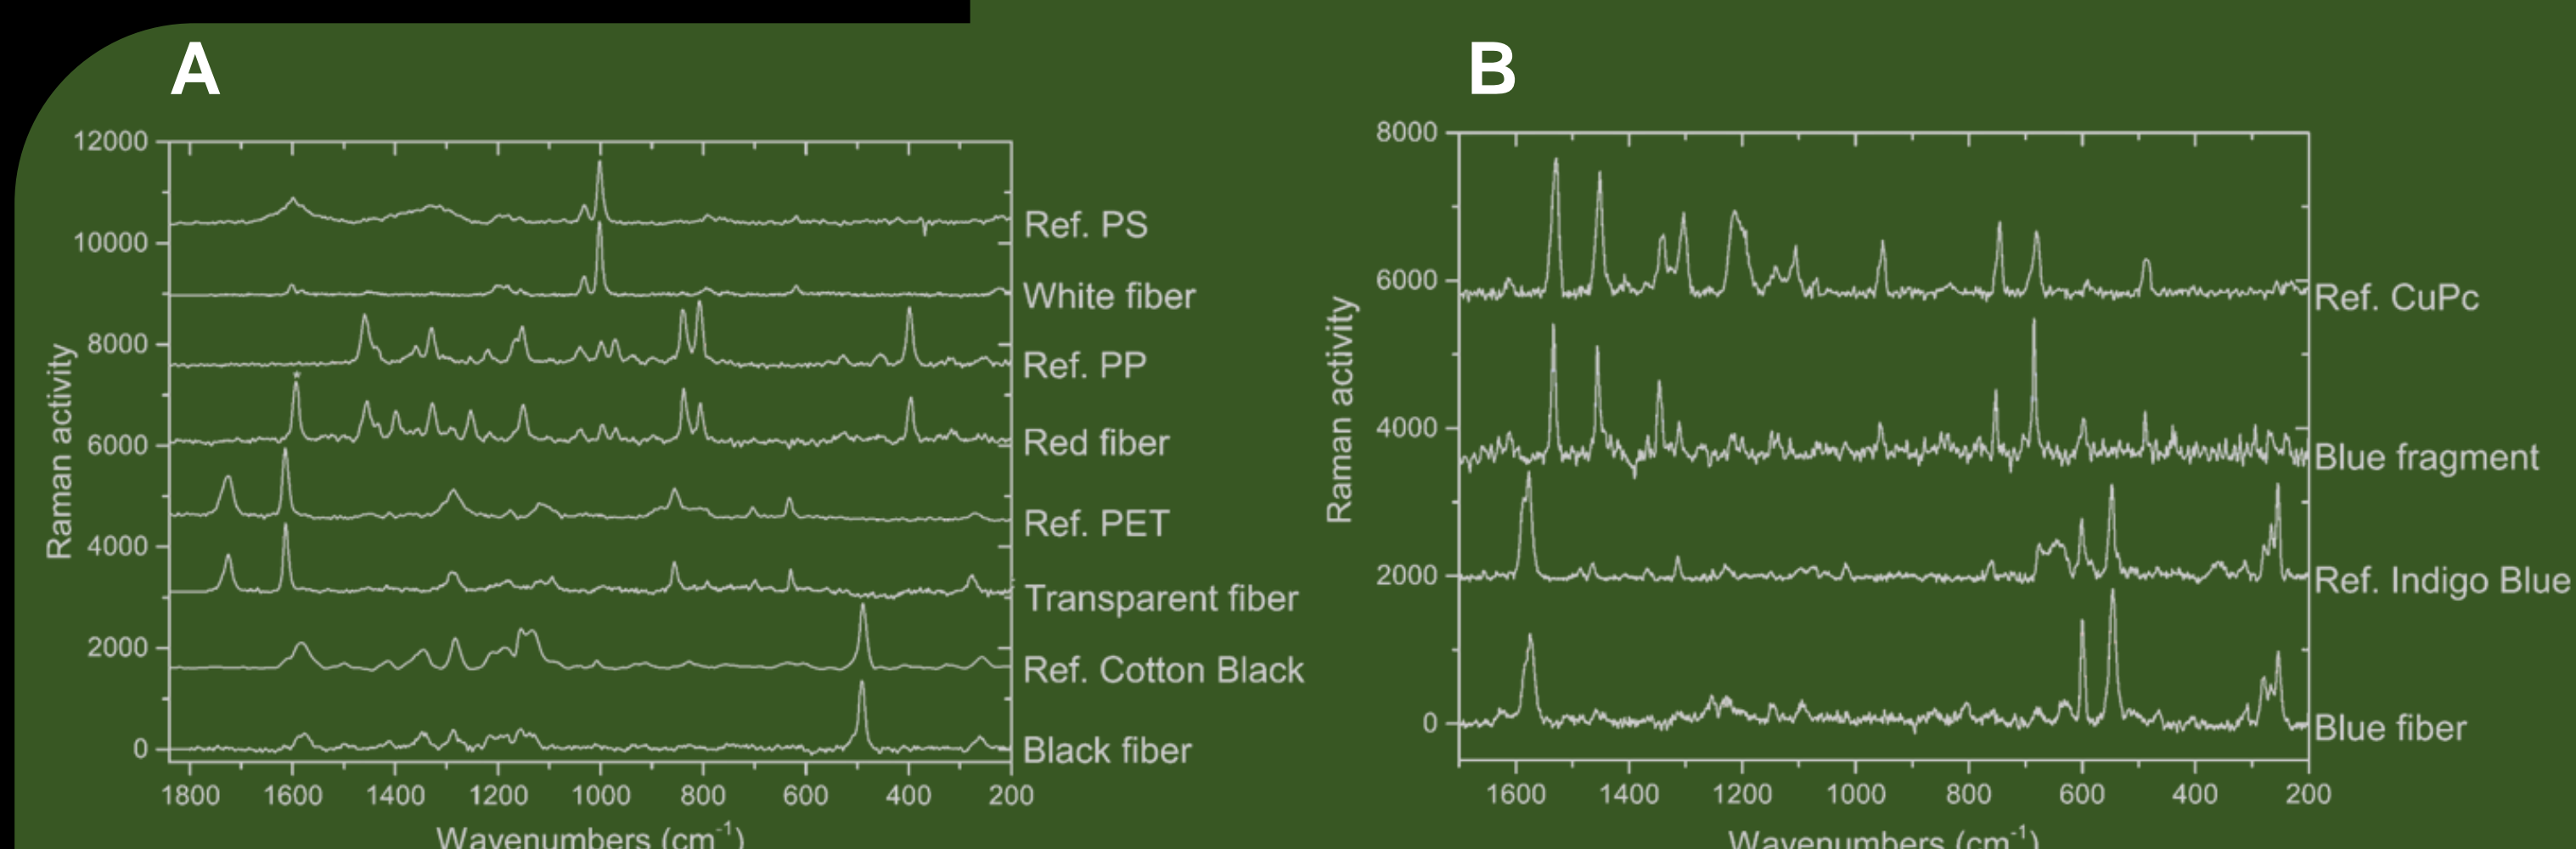 A
12000
10000
8000
6000
4000
2000
0
Raman activity
1800 1600 1400 1200 1000 800 600 400 200
Wavenumbers (cm-1)
Ref. PS
White fiber
Ref. PP
*
Red fiber
Ref. PET
Transparent fiber
Ref. Cotton Black
Black fiber
B
8000
6000
4000
2000
0
Raman activity
1600 1400 1200 1000 800 600 400 200
Wavenumbers (cm-1)
Ref. CuPc
Blue fragment
Ref. Indigo Blue
Blue fiber